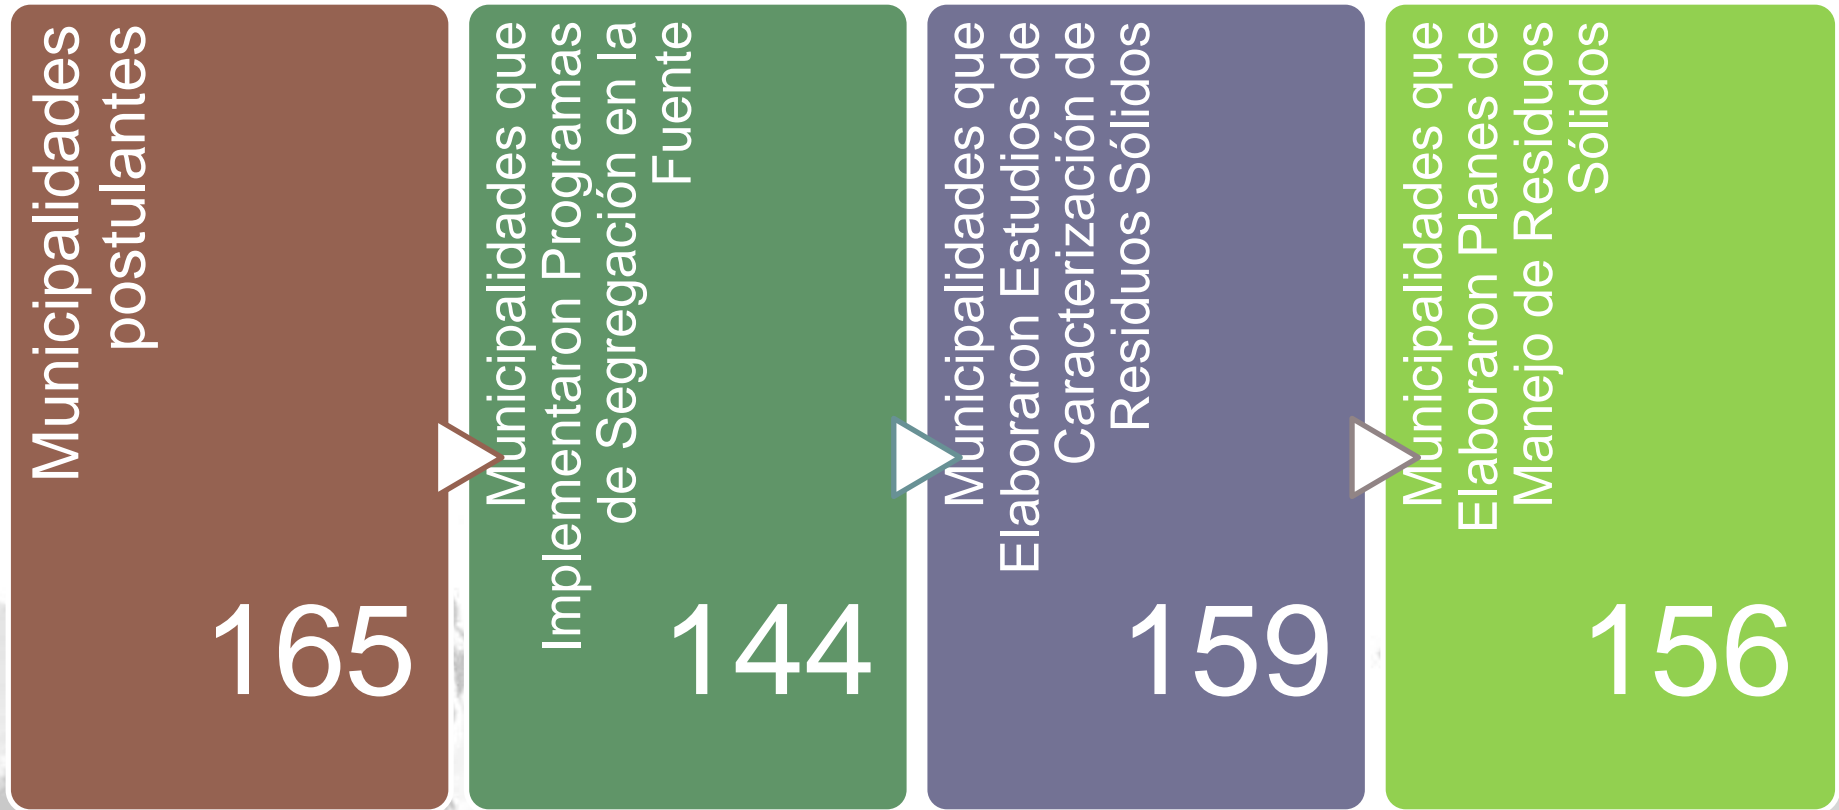 Municipalidades
postulantes
165
Municipalidades que
Implementaron Programas
de Segregación en la
Fuente
144
Municipalidades que
Elaboraron Estudios de
Caracterización de
Residuos Sólidos
159
Municipalidades que
Elaboraron Planes de
Manejo de Residuos
Sólidos
156